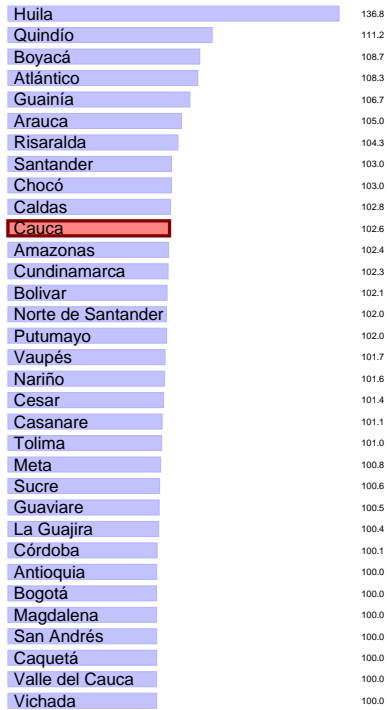 Huila 136.8
Quindío 111.2
Boyacá 108.7
Atlántico 108.3
Guainía 106.7
Arauca 105.0
Risaralda 104.3
Santander 103.0
Chocó 103.0
Caldas 102.8
Cauca 102.6
Amazonas 102.4
Cundinamarca 102.3
Bolivar 102.1
Norte de Santander 102.0
Putumayo 102.0
Vaupés 101.7
Nariño 101.6
Cesar 101.4
Casanare 101.1
Tolima 101.0
Meta 100.8
Sucre 100.6
Guaviare 100.5
La Guajira 100.4
Córdoba 100.1
Antioquia 100.0
Bogotá 100.0
Magdalena 100.0
San Andrés 100.0
Caquetá 100.0
Valle del Cauca 100.0
Vichada 100.0